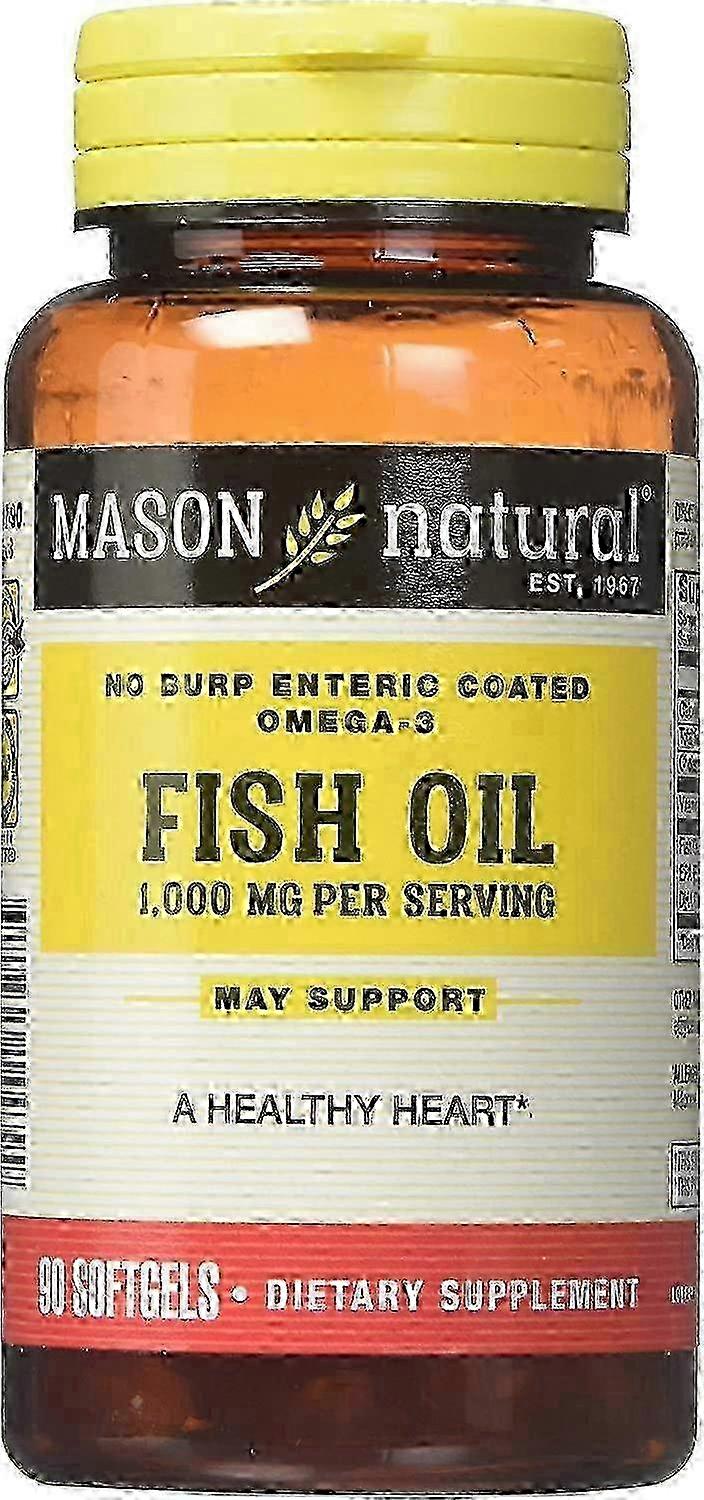 MASON natural®
EST. 1967
NO BURP ENTERIC COATED
OMEGA-3
FISH OIL
1,000 MG PER SERVING
MAY SUPPORT
A HEALTHY HEART*
90 SOFTGELS • DIETARY SUPPLEMENT